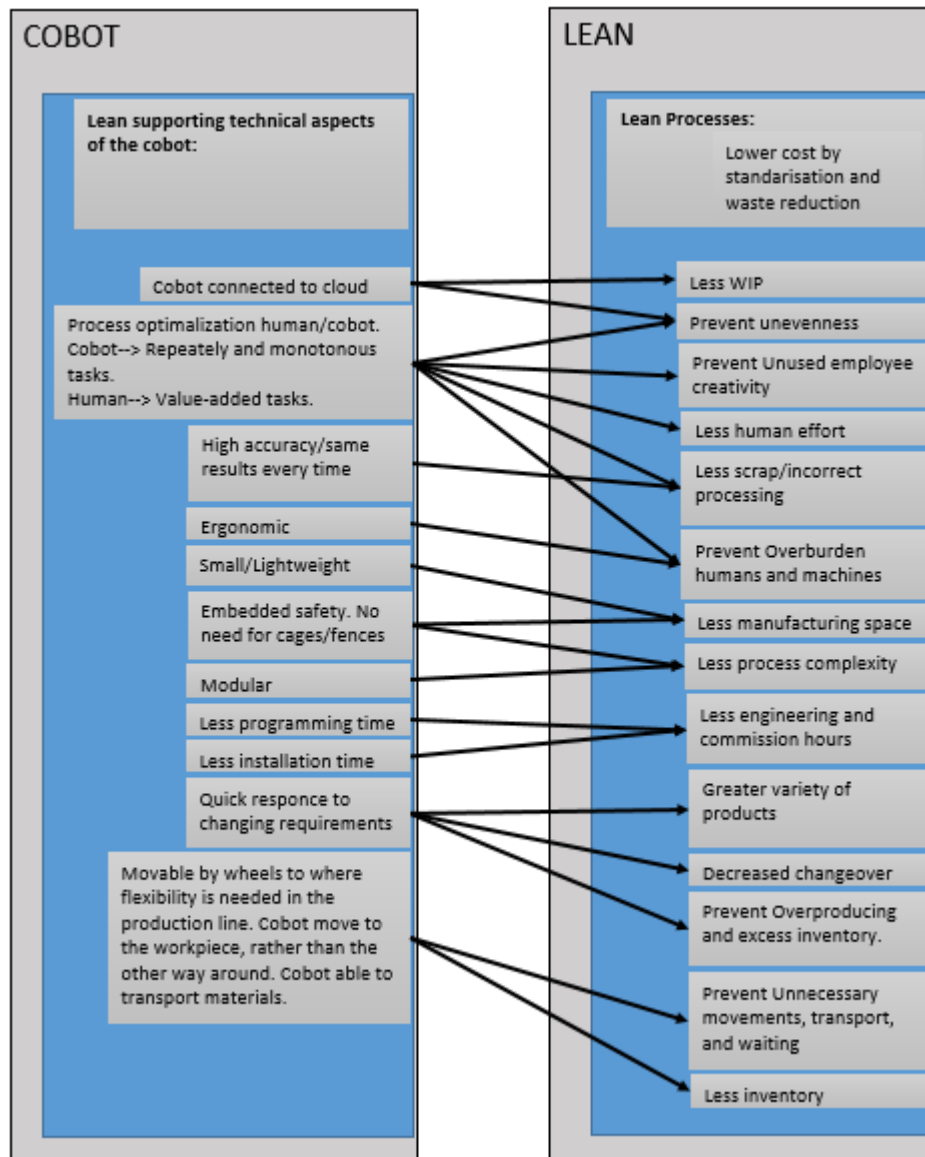 COBOT
Lean supporting technical aspects
of the cobot:
Cobot connected to cloud
Process optimalization human/cobot.
Cobot--> Repeately and monotonous
tasks.
Human--> Value-added tasks.
High accuracy/same
results every time
Ergonomic
Small/Lightweight
Embedded safety. No
need for cages/fences
Modular
Less programming time
Less installation time
Quick responce to
changing requirements
Movable by wheels to where
flexibility is needed in the
production line. Cobot move to
the workpiece, rather than the
other way around. Cobot able to
transport materials.
LEAN
Lean Processes:
Lower cost by
standarisation and
waste reduction
Less WIP
Prevent unevenness
Prevent Unused employee
creativity
Less human effort
Less scrap/incorrect
processing
Prevent Overburden
humans and machines
Less manufacturing space
Less process complexity
Less engineering and
commission hours
Greater variety of
products
Decreased changeover
Prevent Overproducing
and excess inventory.
Prevent Unnecessary
movements, transport,
and waiting
Less inventory